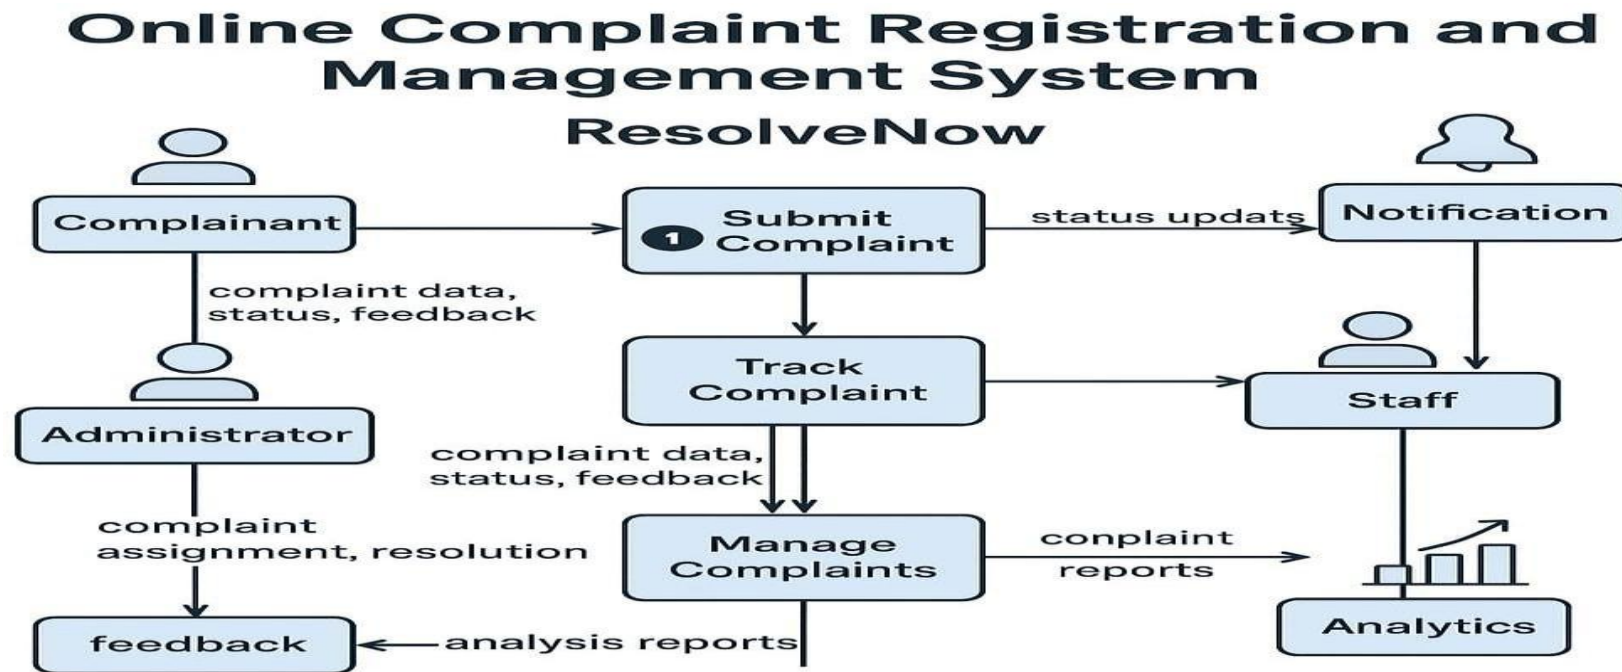 Online Complaint Registration and
Management System
ResolveNow
Complainant
1 Submit
Complaint
status updats
Notification
complaint data,
status, feedback
Track
Complaint
Staff
Administrator
complaint data,
status, feedback
complaint
assignment, resolution
Manage
Complaints
conplaint
reports
Analytics
feedback
analysis reports